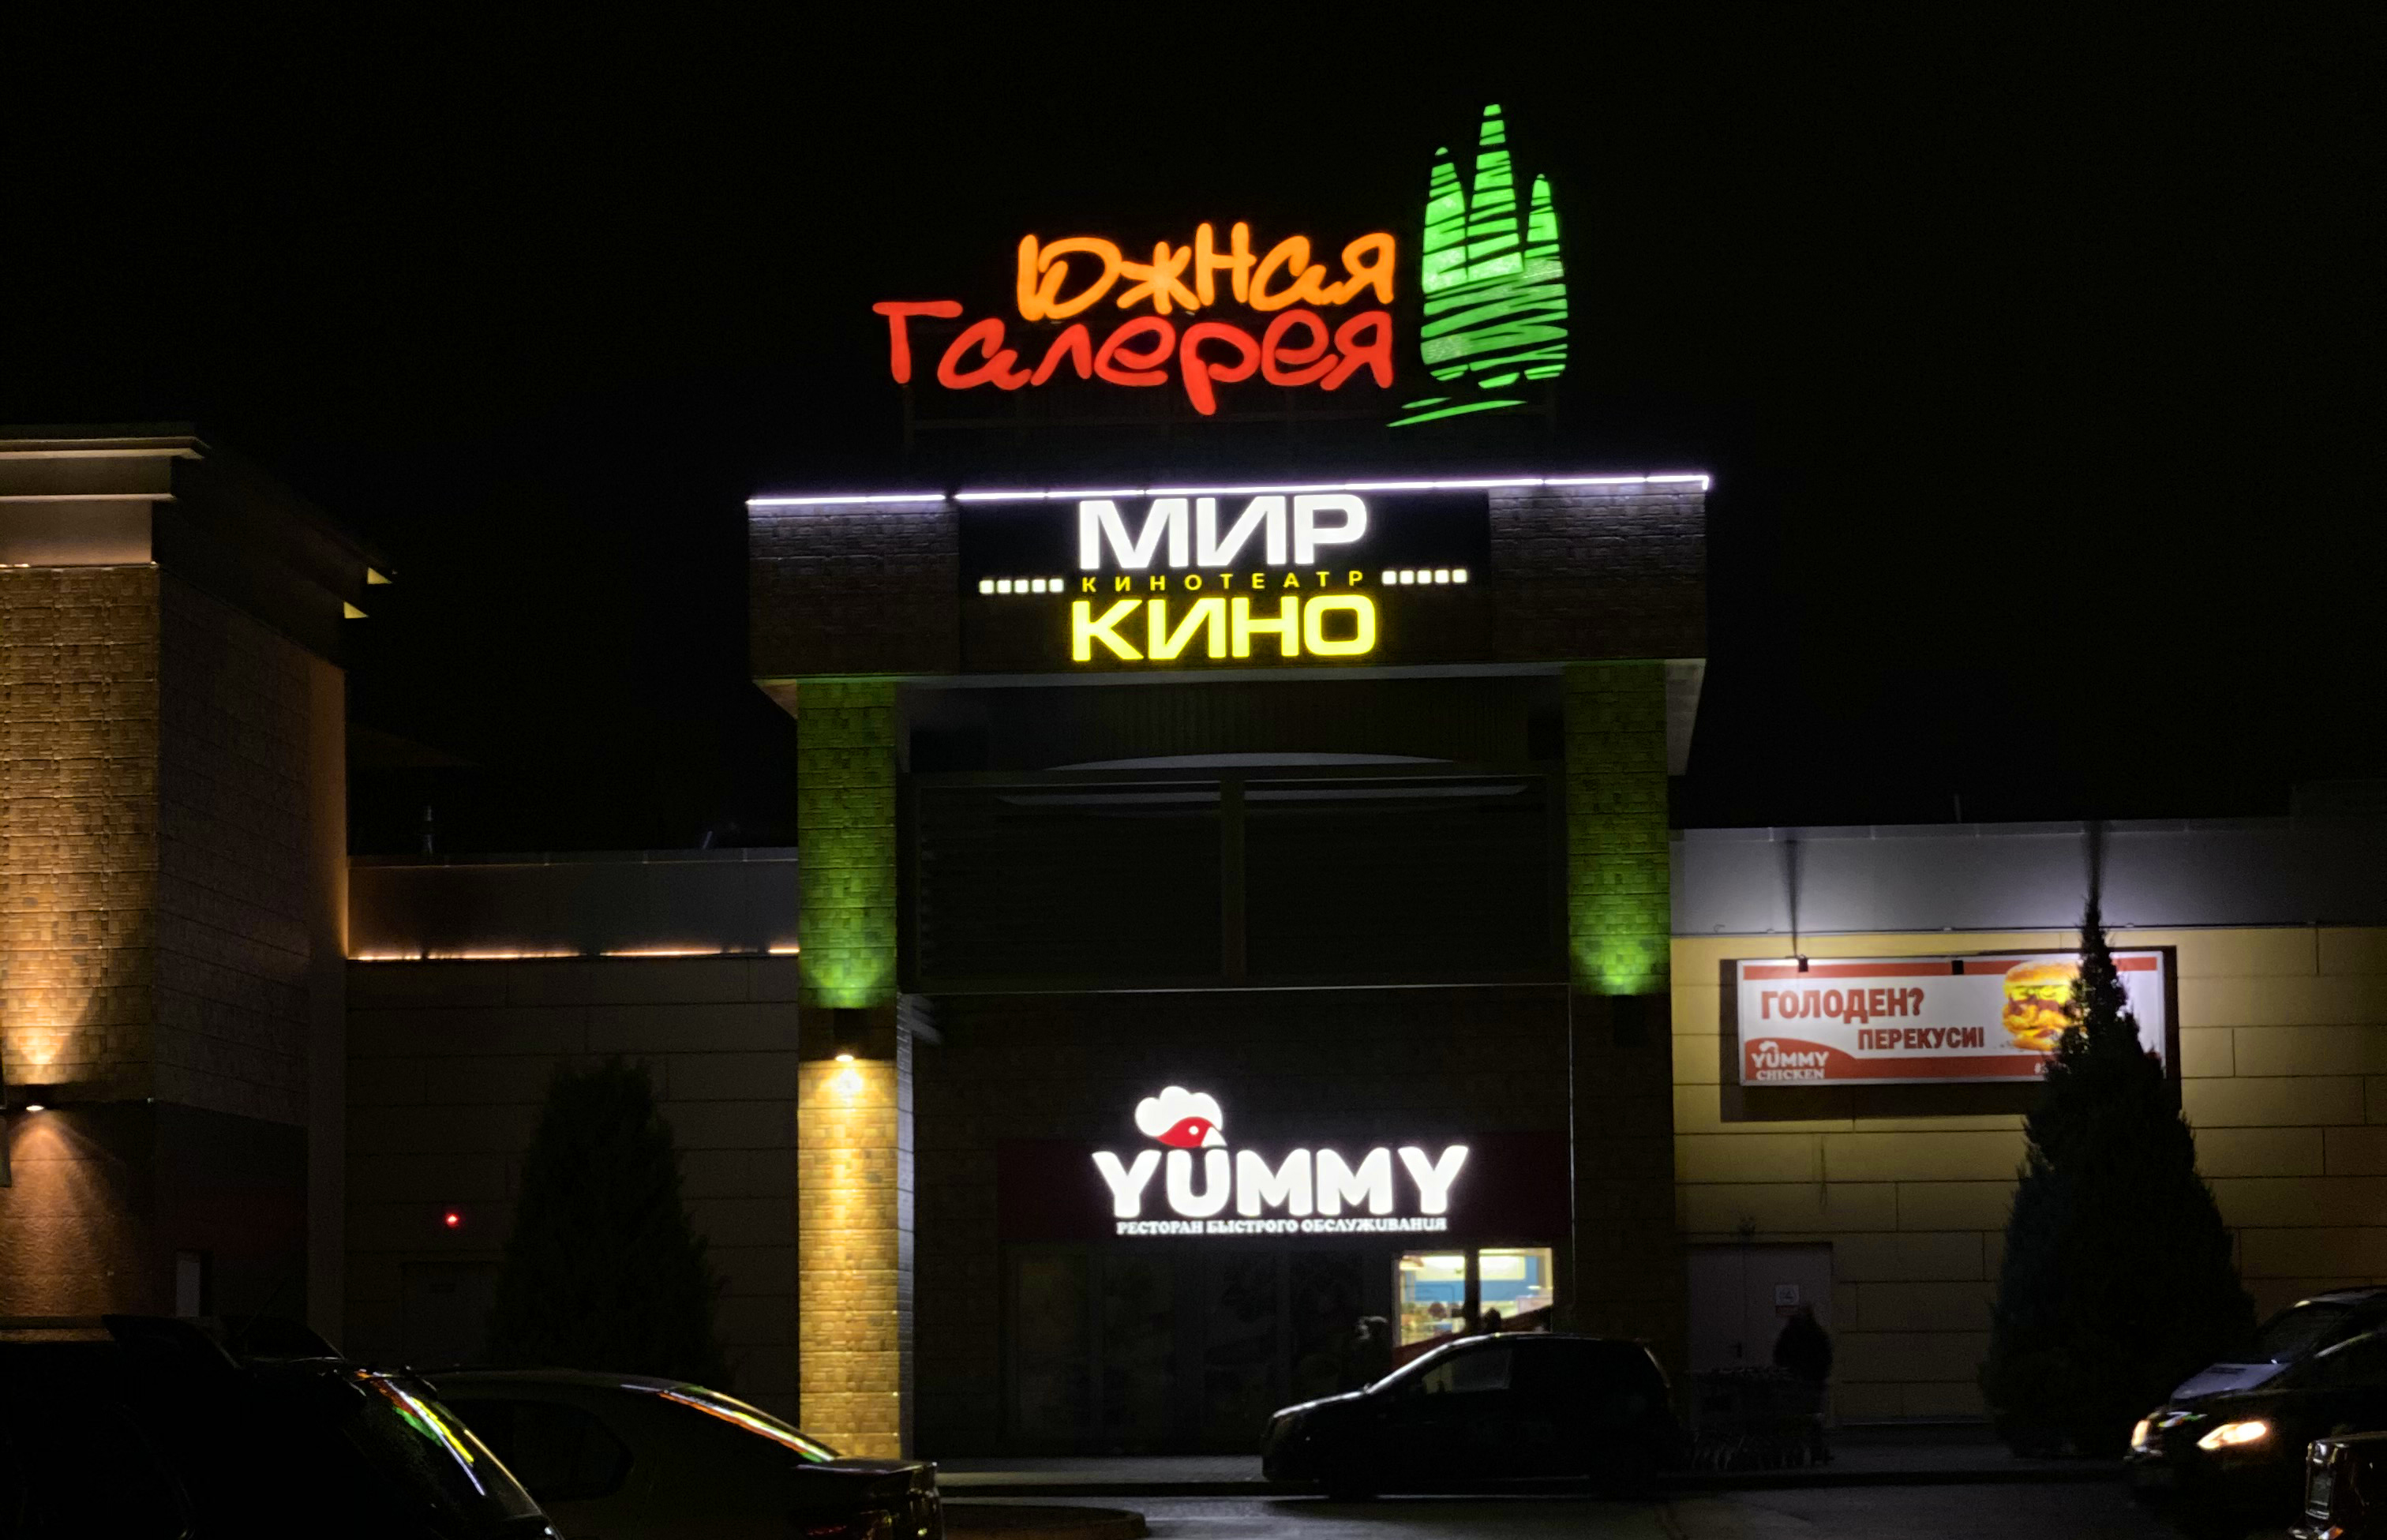 Южная
Галерея
МИР
КИНОТЕАТР
КИНО
ГОЛОДЕН?
ПЕРЕКУСИ!
YUMMY
CHICKEN
YUMMY
РЕСТОРАН БЫСТРОГО ОБСЛУЖИВАНИЯ